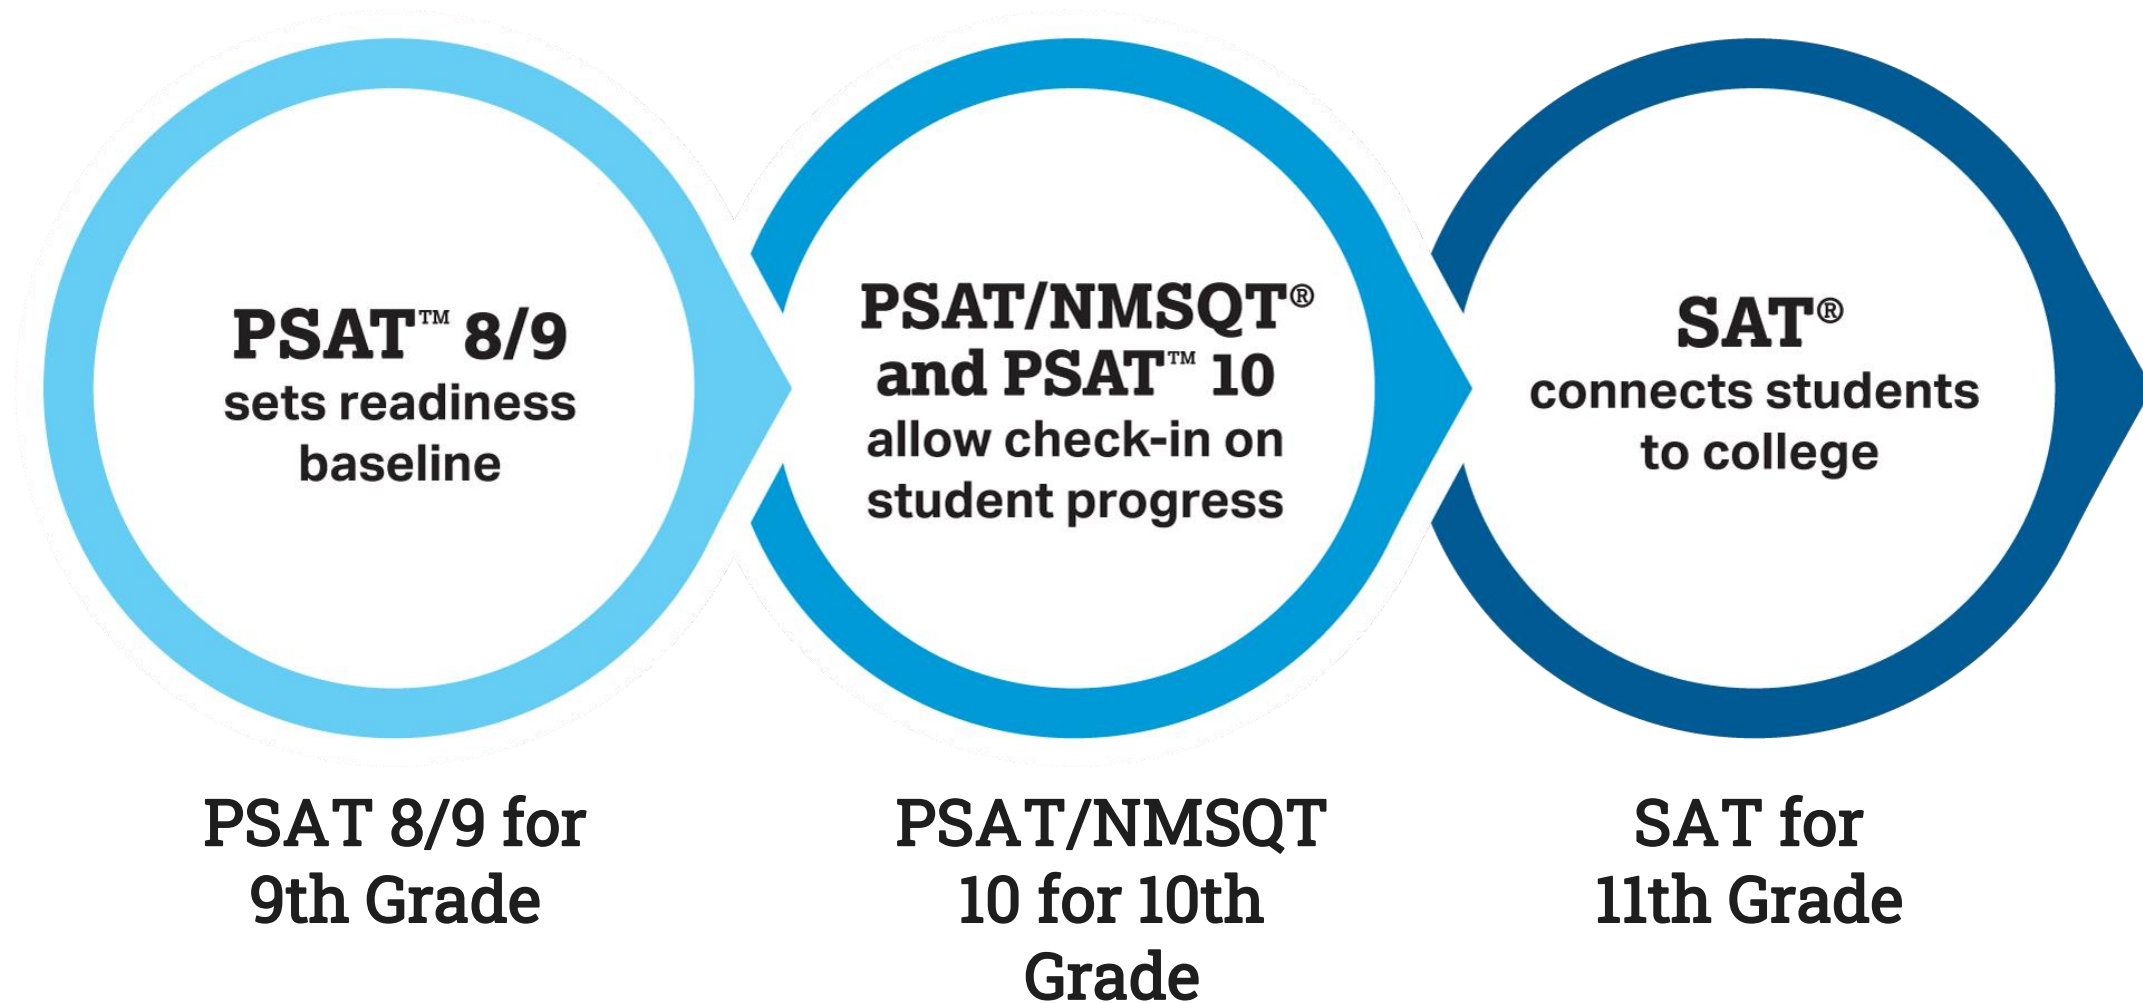 PSAT™ 8/9
sets readiness
baseline
PSAT/NMSQT®
and PSAT™ 10
allow check-in on
student progress
SAT®
connects students
to college
PSAT 8/9 for
9th Grade
PSAT/NMSQT
10 for 10th
Grade
SAT for
11th Grade